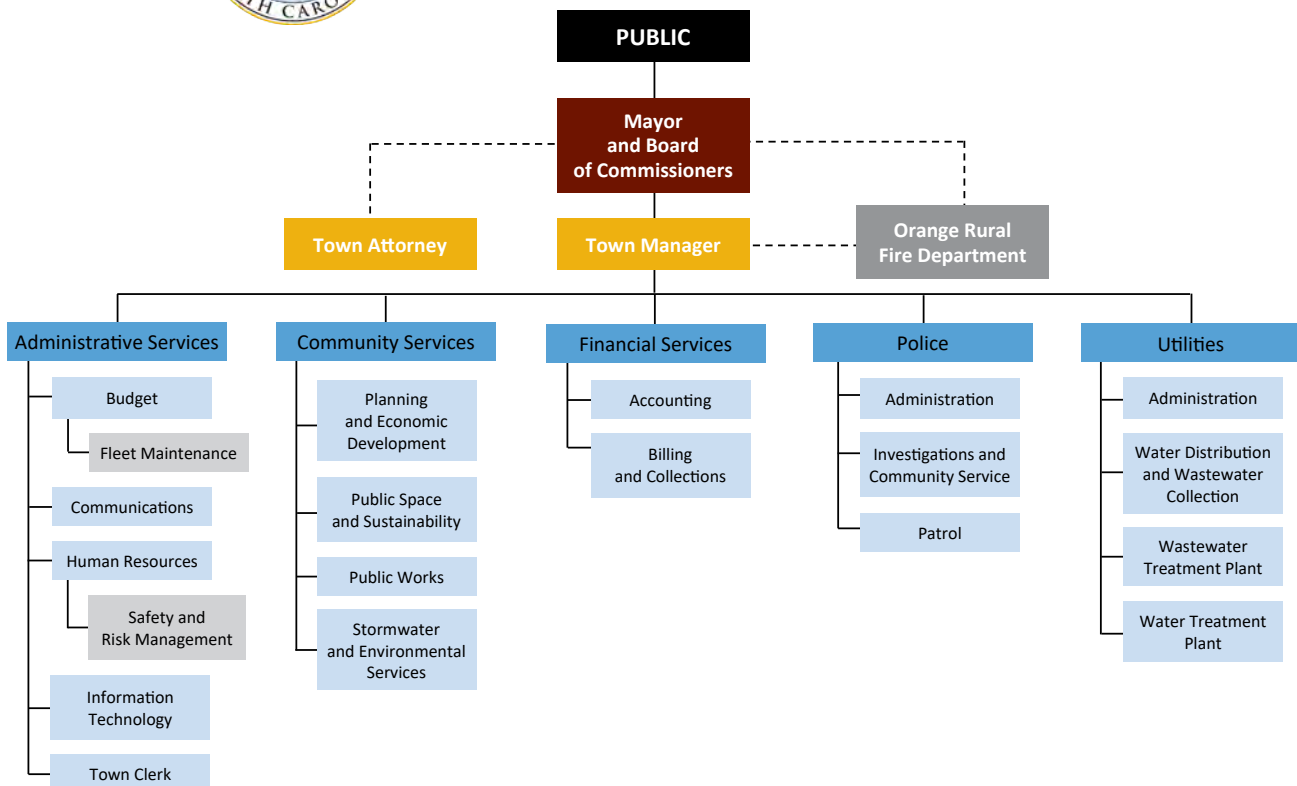 TH CARO
PUBLIC
Mayor
and Board
of Commissioners
Town Attorney
Town Manager
Orange Rural
Fire Department
Administrative Services
Budget
Fleet Maintenance
Communications
Human Resources
Safety and
Risk Management
Information
Technology
Town Clerk
Community Services
Planning
and Economic
Development
Public Space
and Sustainability
Public Works
Stormwater
and Environmental
Services
Financial Services
Accounting
Billing
and Collections
Police
Administration
Investigations and
Community Service
Patrol
Utilities
Administration
Water Distribution
and Wastewater
Collection
Wastewater
Treatment Plant
Water Treatment
Plant